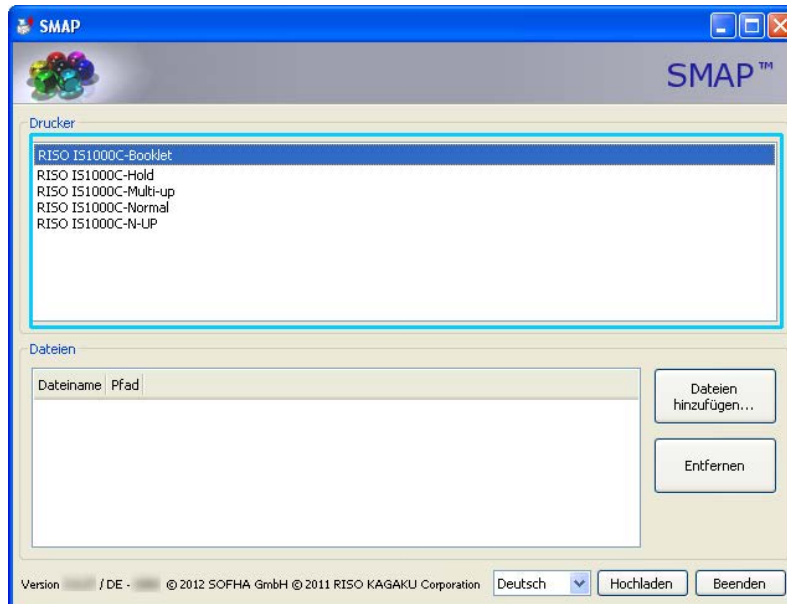 SMAP
SMAP™
Drucker
RISO IS1000C-Booklet
RISO IS1000C-Hold
RISO IS1000C-Multi-up
RISO IS1000C-Normal
RISO IS1000C-N-UP
Dateien
Dateiname Pfad
Dateien
hinzufügen...
Entfernen
Version / DE - © 2012 SOFHA GmbH © 2011 RISO KAGAKU Corporation Deutsch Hochladen Beenden